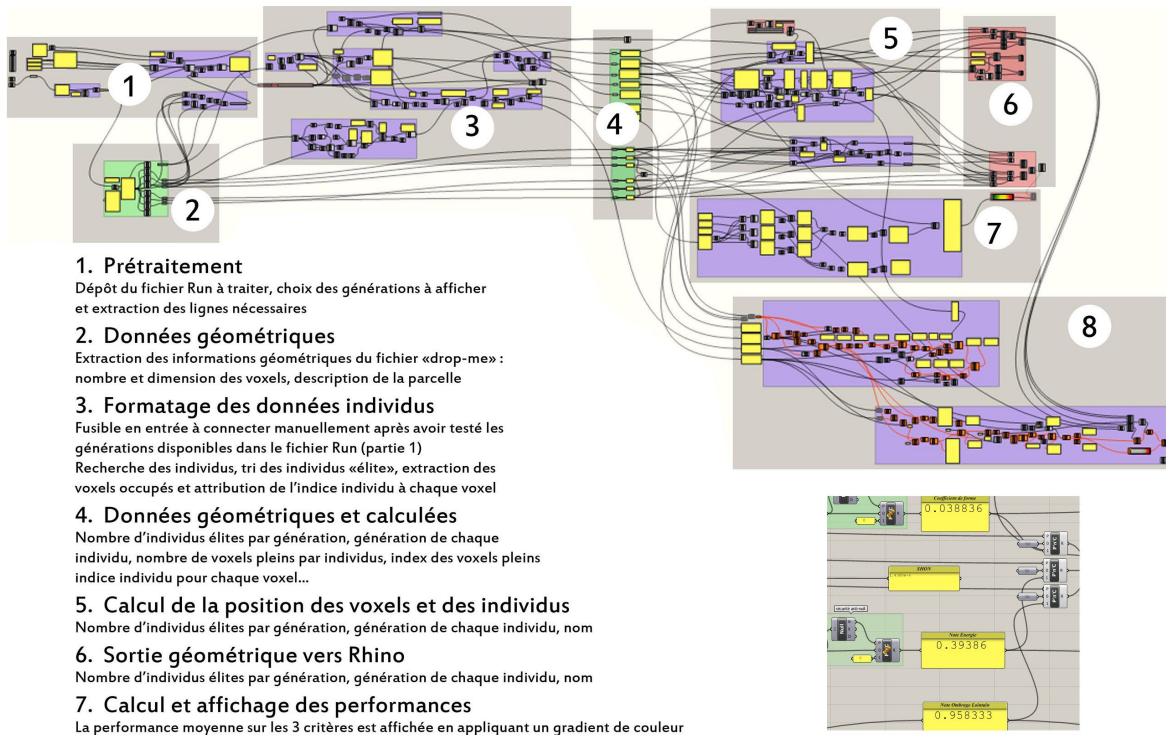 1
2
3
4
5
6
7
8
1. Prétraitement
Dépôt du fichier Run à traiter, choix des générations à afficher
et extraction des lignes nécessaires
2. Données géométriques
Extraction des informations géométriques du fichier «drop-me» :
nombre et dimension des voxels, description de la parcelle
3. Formatage des données individus
Fusible en entrée à connecter manuellement après avoir testé les
générations disponibles dans le fichier Run (partie 1)
Recherche des individus, tri des individus «élite», extraction des
voxels occupés et attribution de l'indice individu à chaque voxel
4. Données géométriques et calculées
Nombre d'individus élites par génération, génération de chaque
individu, nombre de voxels pleins par individus, index des voxels pleins
indice individu pour chaque voxel...
5. Calcul de la position des voxels et des individus
Nombre d'individus élites par génération, génération de chaque individu, nom
6. Sortie géométrique vers Rhino
Nombre d'individus élites par génération, génération de chaque individu, nom
7. Calcul et affichage des performances
La performance moyenne sur les 3 critères est affichée en appliquant un gradient de couleur
Coefficient de forme
0.038836
SHON
sécurité anti-null
Null
Note Energie
0.39386
Note Ombrage Lointain
0.958333